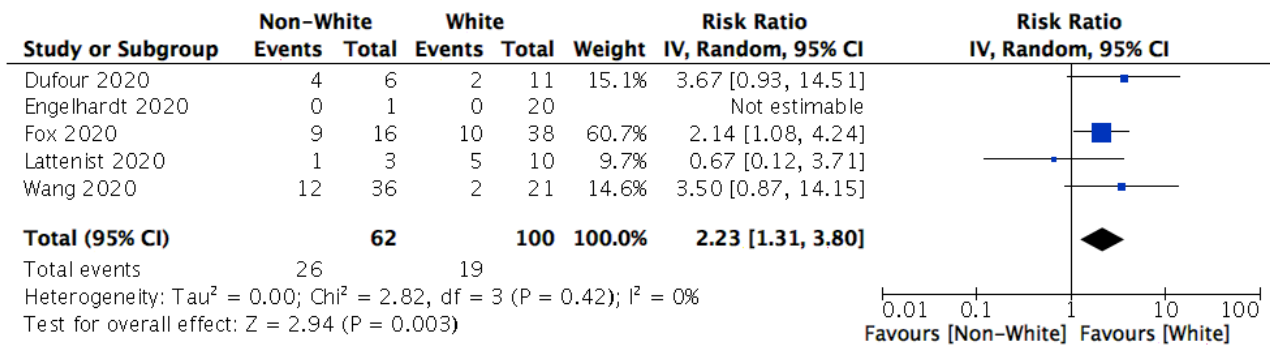 Non-White White Risk Ratio Risk Ratio
Study or Subgroup Events Total Events Total Weight IV, Random, 95% CI IV, Random, 95% CI
Dufour 2020 4 6 2 11 15.1% 3.67 [0.93, 14.51]
Engelhardt 2020 0 1 0 20 Not estimable
Fox 2020 9 16 10 38 60.7% 2.14 [1.08, 4.24]
Lattenist 2020 1 3 5 10 9.7% 0.67 [0.12, 3.71]
Wang 2020 12 36 2 21 14.6% 3.50 [0.87, 14.15]
Total (95% CI) 62 100 100.0% 2.23 [1.31, 3.80]
Total events 26 19
Heterogeneity: Tau² = 0.00; Chi² = 2.82, df = 3 (P = 0.42); I² = 0%
Test for overall effect: Z = 2.94 (P = 0.003)
0.01 0.1 1 10 100
Favours [Non-White] Favours [White]